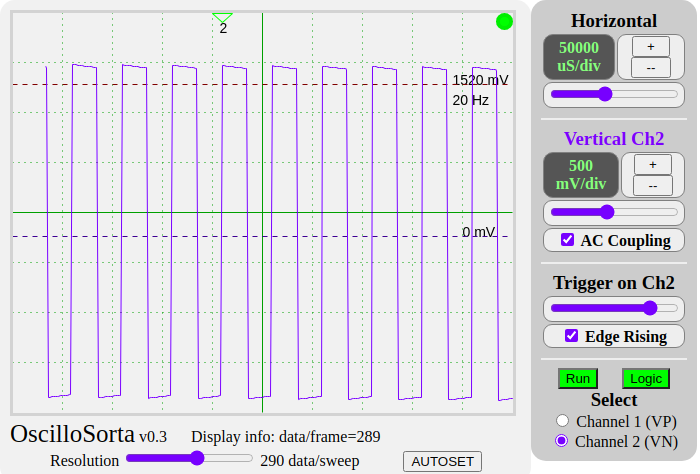 2
1520 mV
20 Hz
0 mV
OscilloSorta v0.3 Display info: data/frame=289
Resolution 290 data/sweep AUTOSET
Horizontal
50000
uS/div
+
--
Vertical Ch2
500
mV/div
+
--
AC Coupling
Trigger on Ch2
Edge Rising
Run Logic
Select
Channel 1 (VP)
Channel 2 (VN)